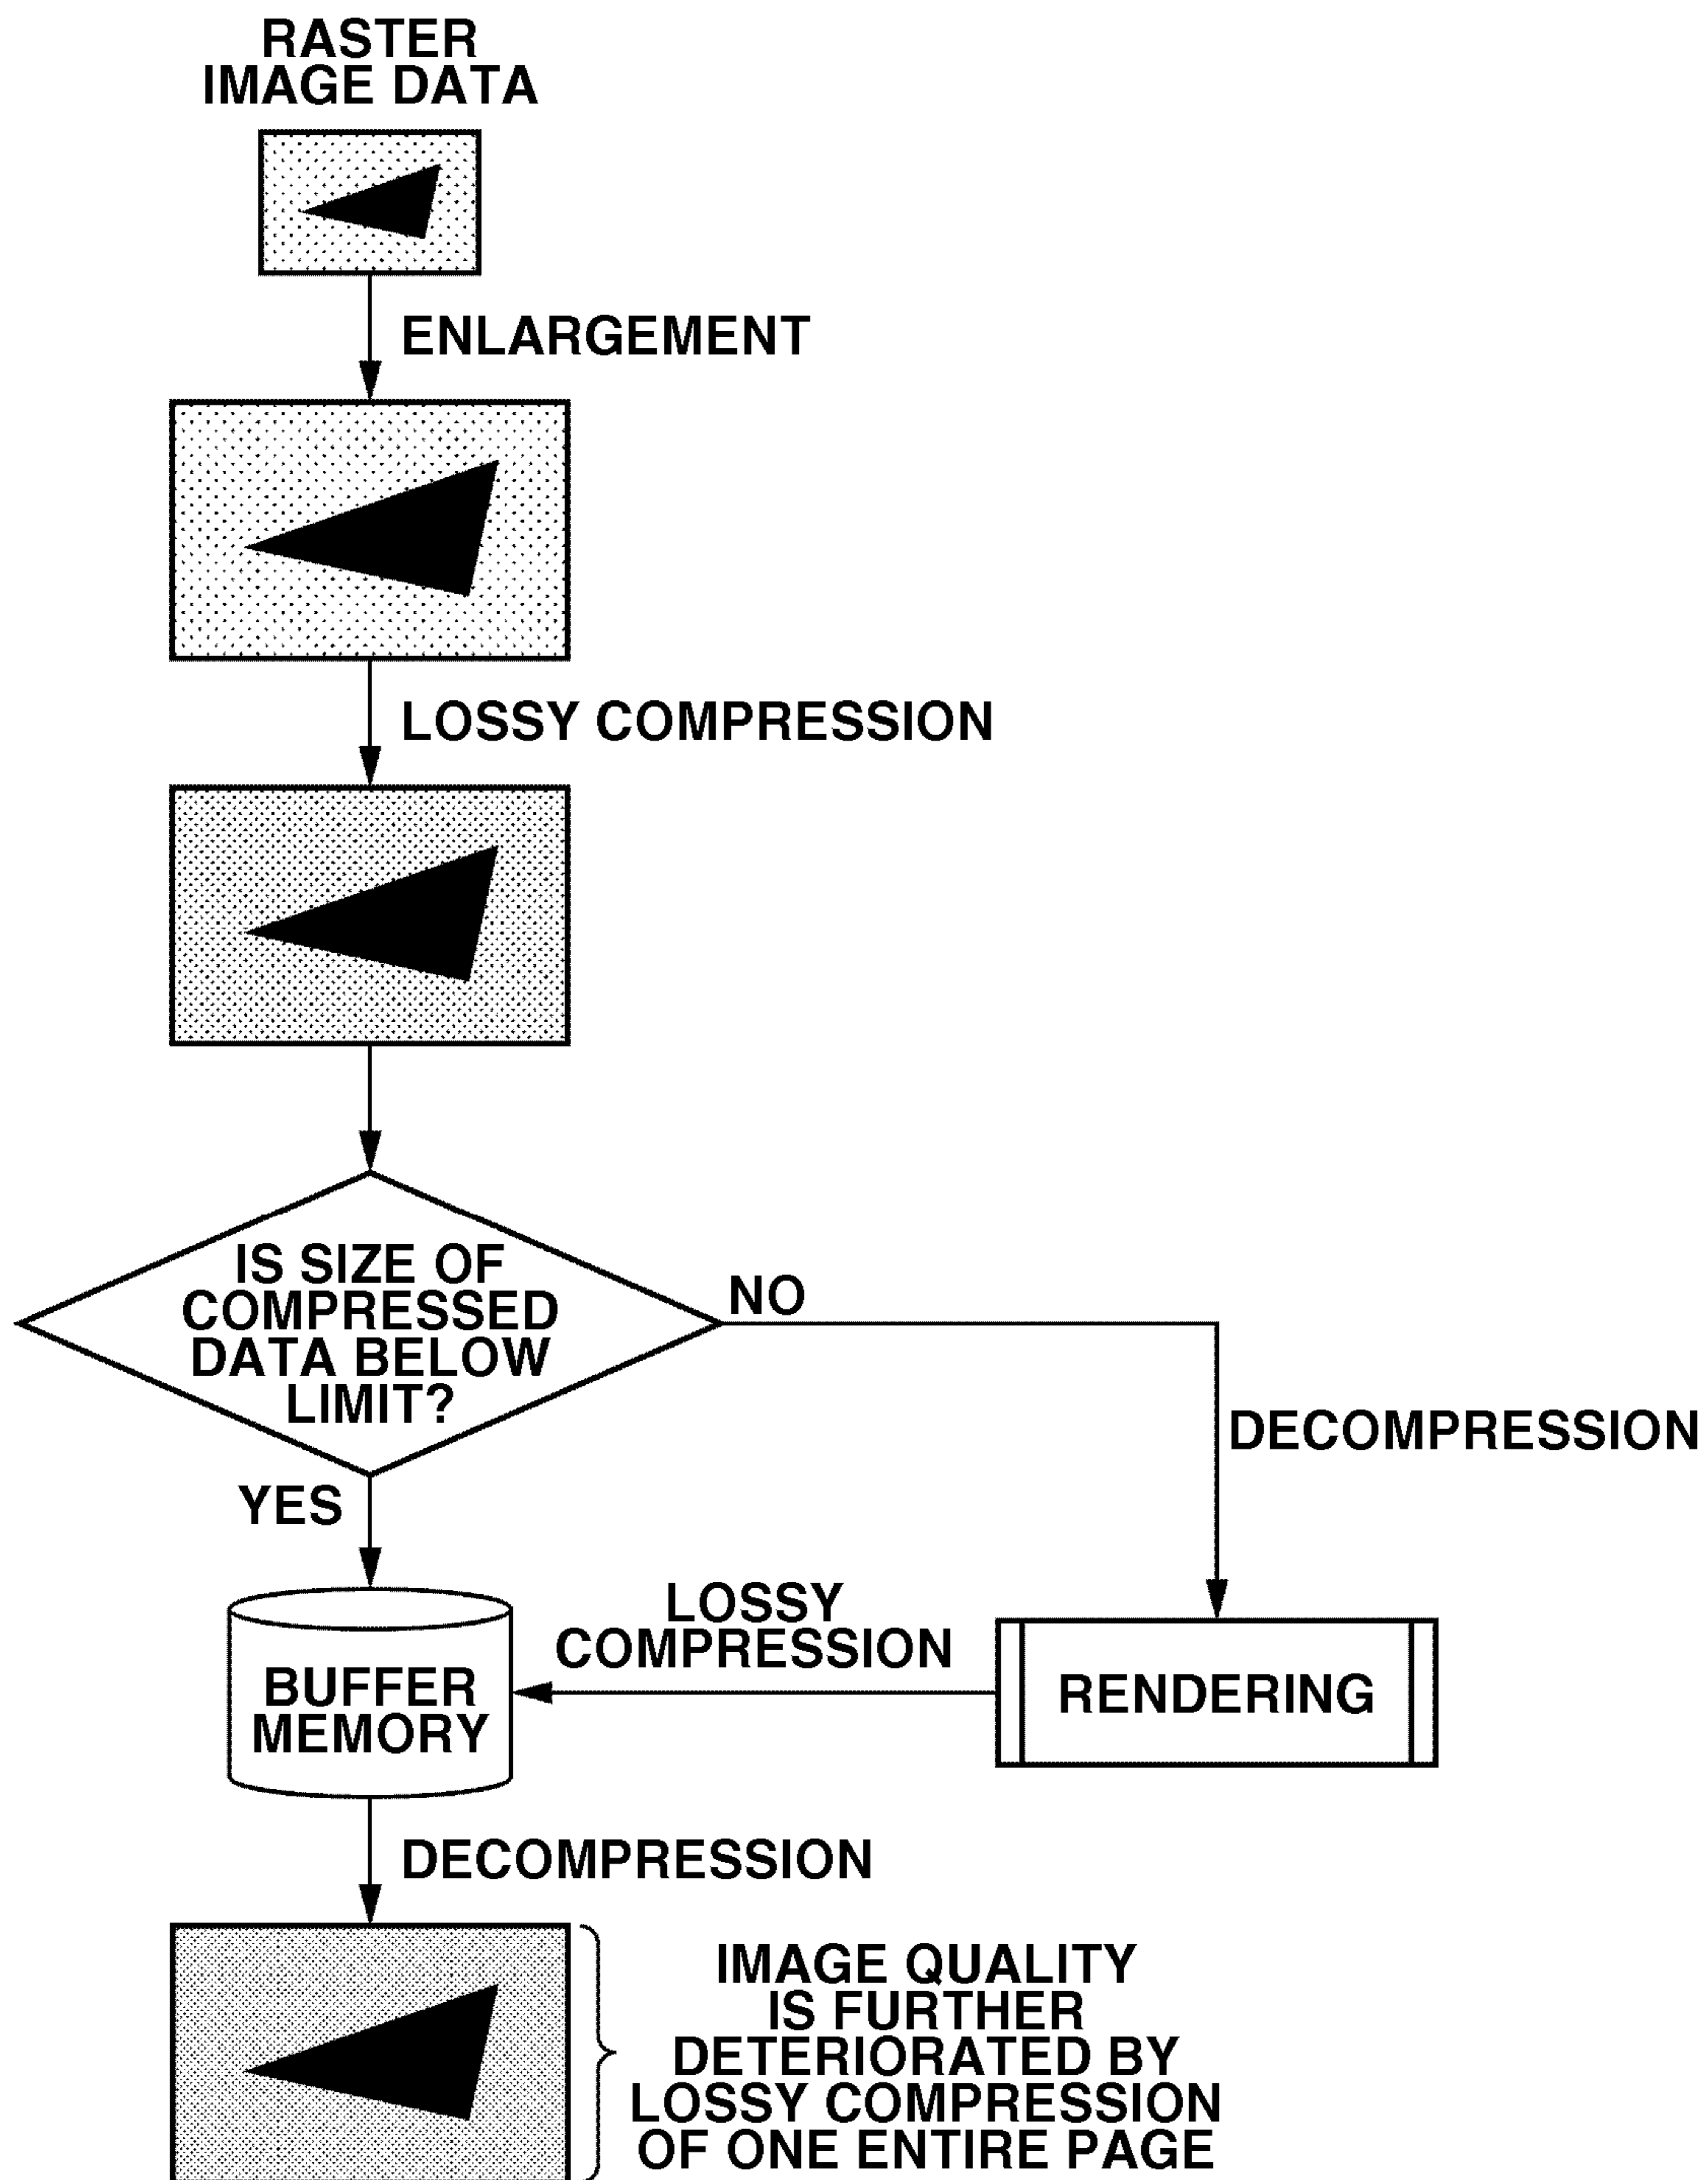 RASTER
IMAGE DATA
ENLARGEMENT
LOSSY COMPRESSION
IS SIZE OF
COMPRESSED
DATA BELOW
LIMIT?
NO
DECOMPRESSION
YES
LOSSY
COMPRESSION
BUFFER
MEMORY
RENDERING
DECOMPRESSION
IMAGE QUALITY
IS FURTHER
DETERIORATED BY
LOSSY COMPRESSION
OF ONE ENTIRE PAGE